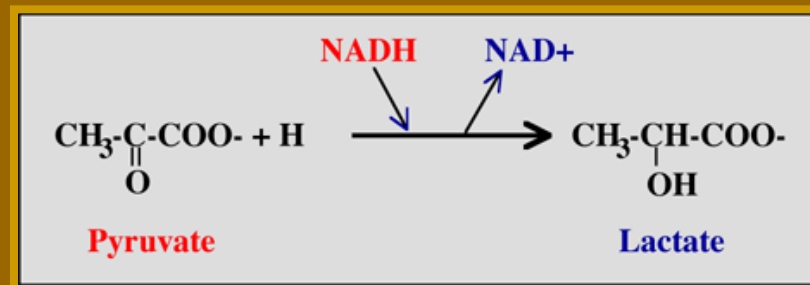 NADH NAD+
CH3-C-COO- + H CH3-CH-COO-
O OH
Pyruvate Lactate